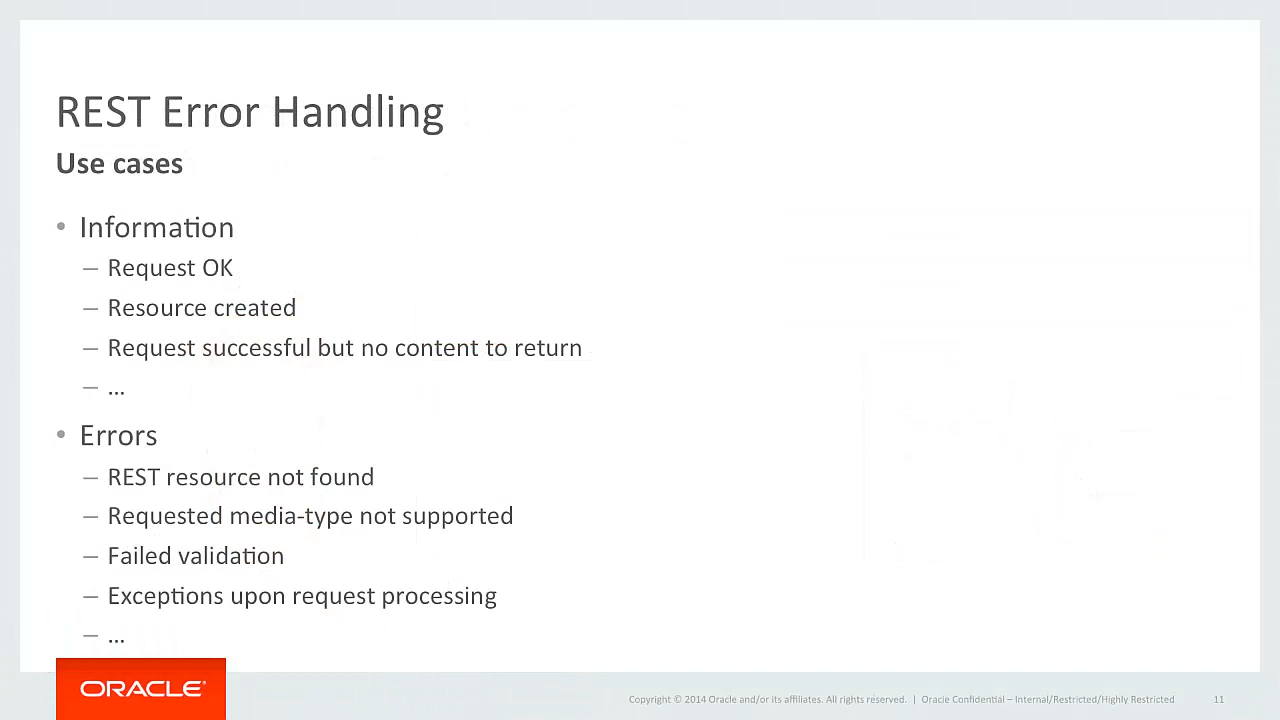 REST Error Handling
Use cases
• Information
– Request OK
– Resource created
– Request successful but no content to return
– ...
• Errors
– REST resource not found
– Requested media-type not supported
– Failed validation
– Exceptions upon request processing
– ...
ORACLE®
Copyright © 2014 Oracle and/or its affiliates. All rights reserved. | Oracle Confidential – Internal/Restricted/Highly Restricted 11